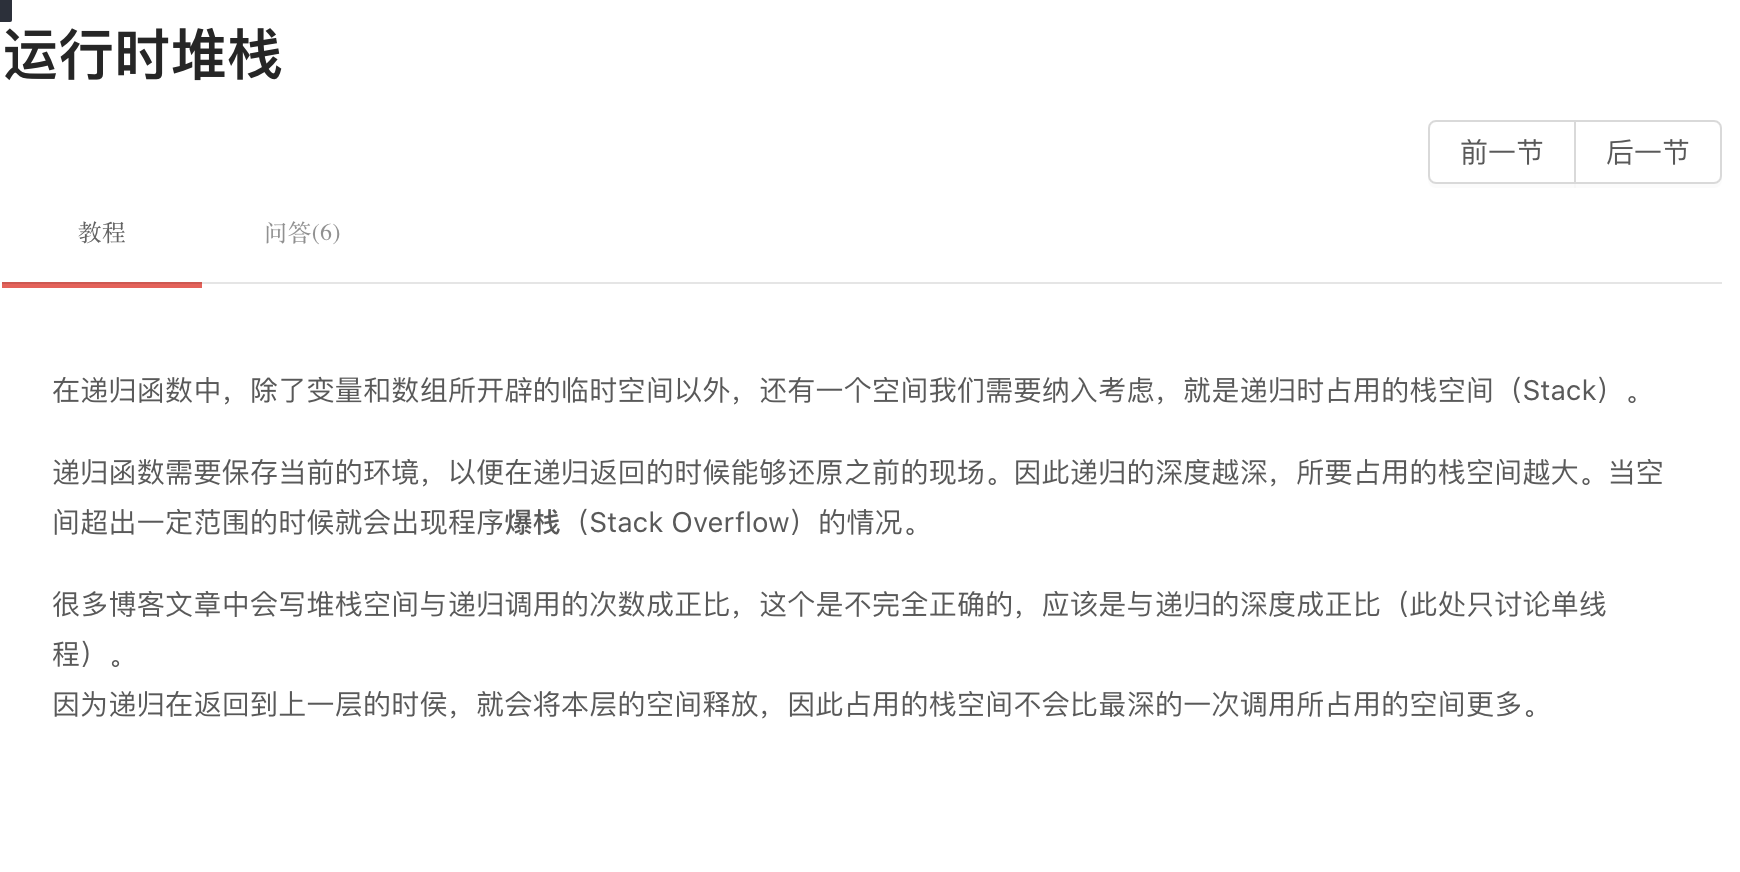 运行时堆栈
前一节
后一节
教程
问答(6)
在递归函数中，除了变量和数组所开辟的临时空间以外，还有一个空间我们需要纳入考虑，就是递归时占用的栈空间（Stack）。
递归函数需要保存当前的环境，以便在递归返回的时候能够还原之前的现场。因此递归的深度越深，所要占用的栈空间越大。当空
间超出一定范围的时候就会出现程序爆栈（Stack Overflow）的情况。
很多博客文章中会写堆栈空间与递归调用的次数成正比，这个是不完全正确的，应该是与递归的深度成正比（此处只讨论单线
程）。
因为递归在返回到上一层的时侯，就会将本层的空间释放，因此占用的栈空间不会比最深的一次调用所占用的空间更多。